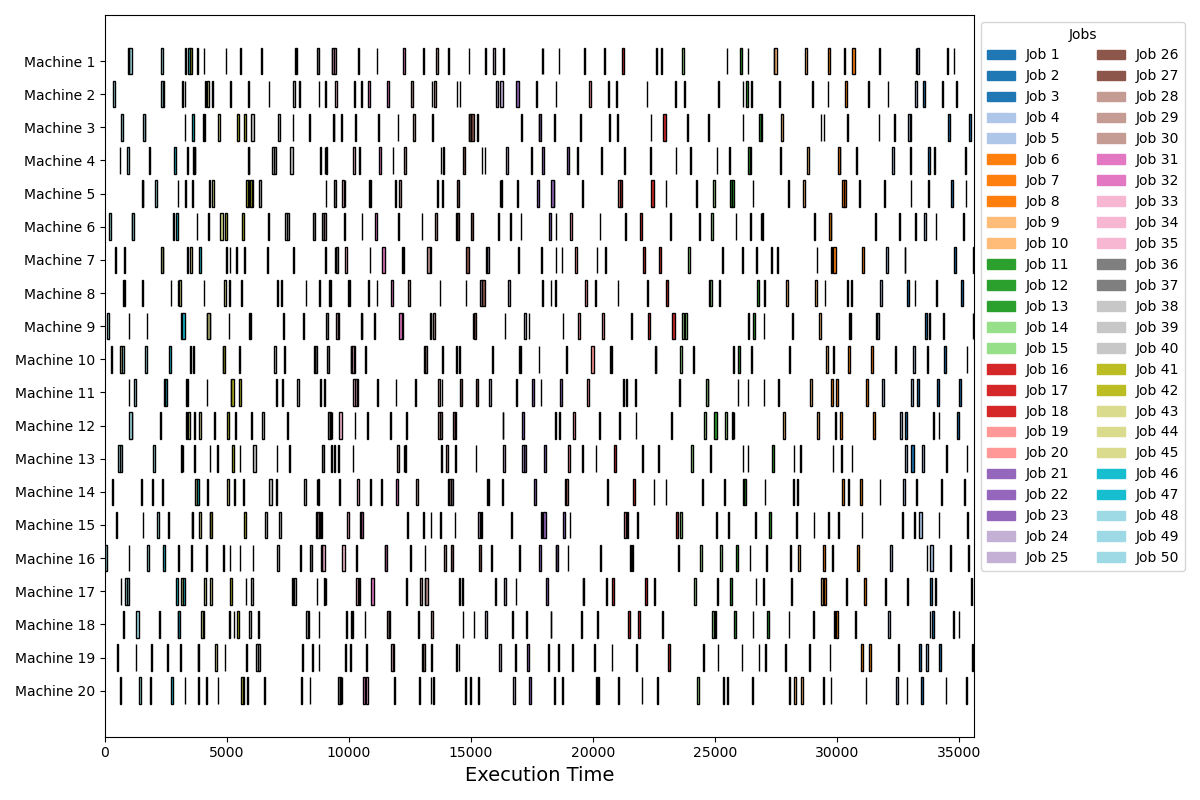 Machine 1
Machine 2
Machine 3
Machine 4
Machine 5
Machine 6
Machine 7
Machine 8
Machine 9
Machine 10
Machine 11
Machine 12
Machine 13
Machine 14
Machine 15
Machine 16
Machine 17
Machine 18
Machine 19
Machine 20
0 5000 10000 15000 20000 25000 30000 35000
Execution Time
Jobs
Job 1
Job 2
Job 3
Job 4
Job 5
Job 6
Job 7
Job 8
Job 9
Job 10
Job 11
Job 12
Job 13
Job 14
Job 15
Job 16
Job 17
Job 18
Job 19
Job 20
Job 21
Job 22
Job 23
Job 24
Job 25
Job 26
Job 27
Job 28
Job 29
Job 30
Job 31
Job 32
Job 33
Job 34
Job 35
Job 36
Job 37
Job 38
Job 39
Job 40
Job 41
Job 42
Job 43
Job 44
Job 45
Job 46
Job 47
Job 48
Job 49
Job 50